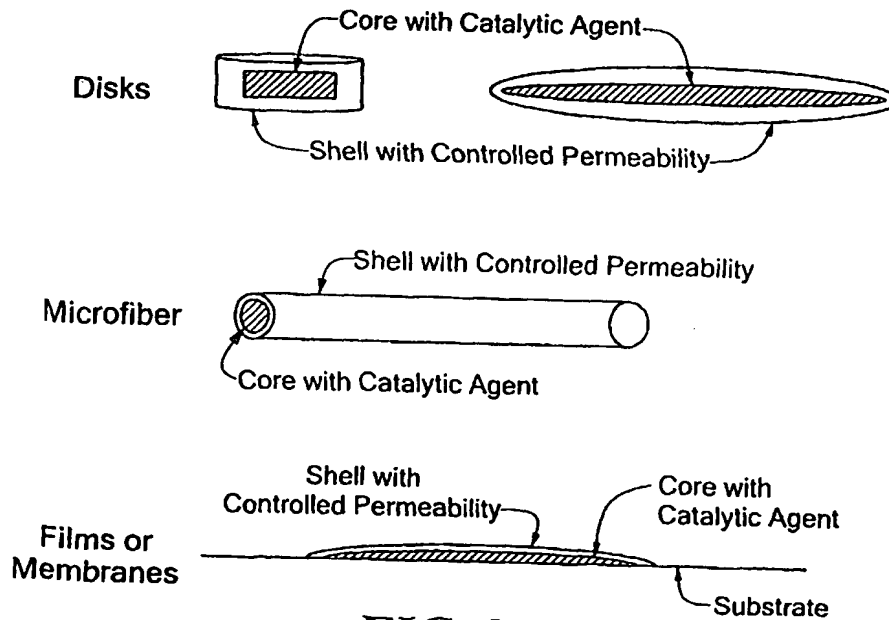 Core with Catalytic Agent
Disks
Shell with Controlled Permeability
Shell with Controlled Permeability
Microfiber
Core with Catalytic Agent
Shell with
Controlled Permeability
Core with
Catalytic Agent
Films or
Membranes
Substrate